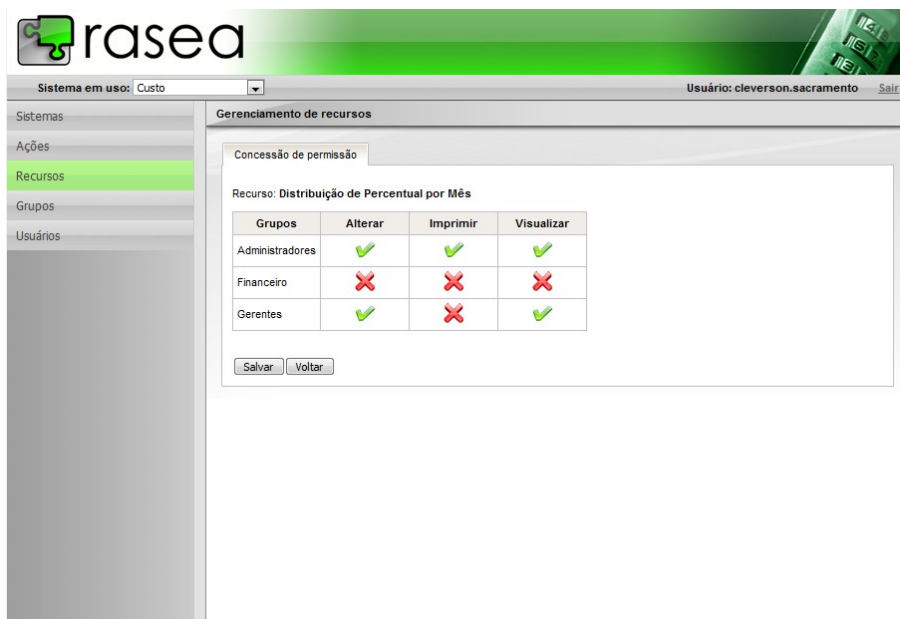 rasea
Sistema em uso: Custo
Usuário: cleverson.sacramento Sair
Sistemas
Ações
Recursos
Grupos
Usuários
Gerenciamento de recursos
Concessão de permissão
Recurso: Distribuição de Percentual por Mês
Grupos Alterar Imprimir Visualizar
Administradores
Financeiro
Gerentes
Salvar Voltar